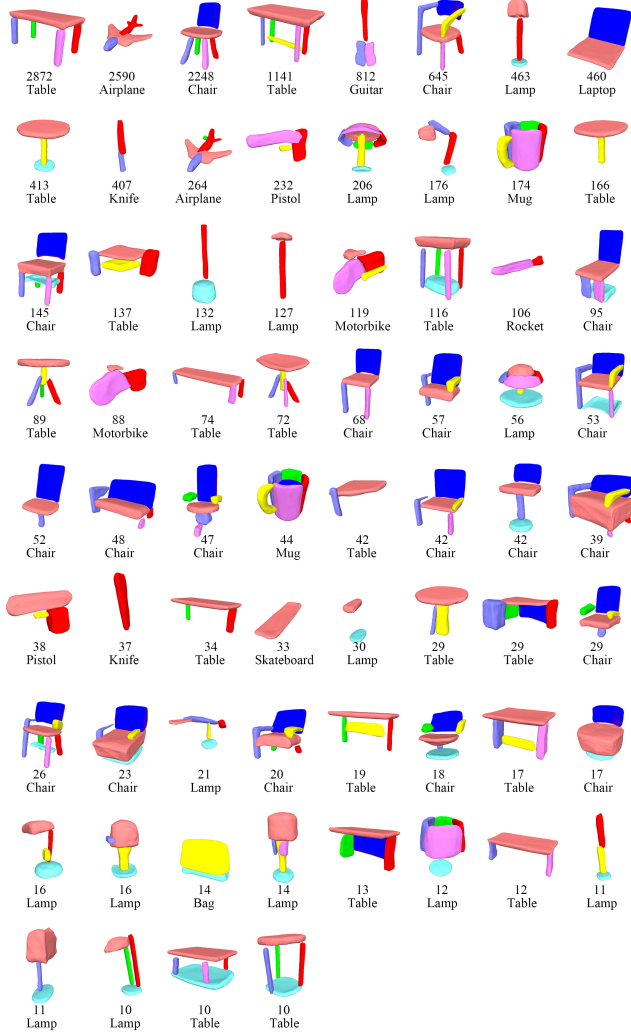 2872 2590 2248 1141 812 645 463 460
Table Airplane Chair Table Guitar Chair Lamp Laptop
413 407 264 232 206 176 174 166
Table Knife Airplane Pistol Lamp Lamp Mug Table
145 137 132 127 119 116 106 95
Chair Table Lamp Lamp Motorbike Table Rocket Chair
89 88 74 72 68 57 56 53
Table Motorbike Table Table Chair Chair Lamp Chair
52 48 47 44 42 42 42 39
Chair Chair Chair Mug Table Chair Chair Chair
38 37 34 33 30 29 29 29
Pistol Knife Table Skateboard Lamp Table Table Chair
26 23 21 20 19 18 17 17
Chair Chair Lamp Chair Table Chair Table Chair
16 16 14 14 13 12 12 11
Lamp Lamp Bag Lamp Table Lamp Table Lamp
11 10 10 10
Lamp Lamp Table Table